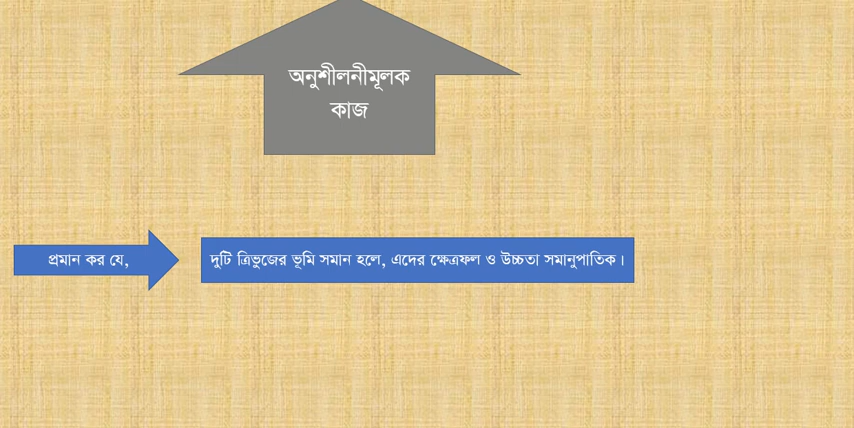 অনুশীলনীমূলক
কাজ
প্রমান কর যে,
দুটি ত্রিভুজের ভূমি সমান হলে, এদের ক্ষেত্রফল ও উচ্চতা সমানুপাতিক।